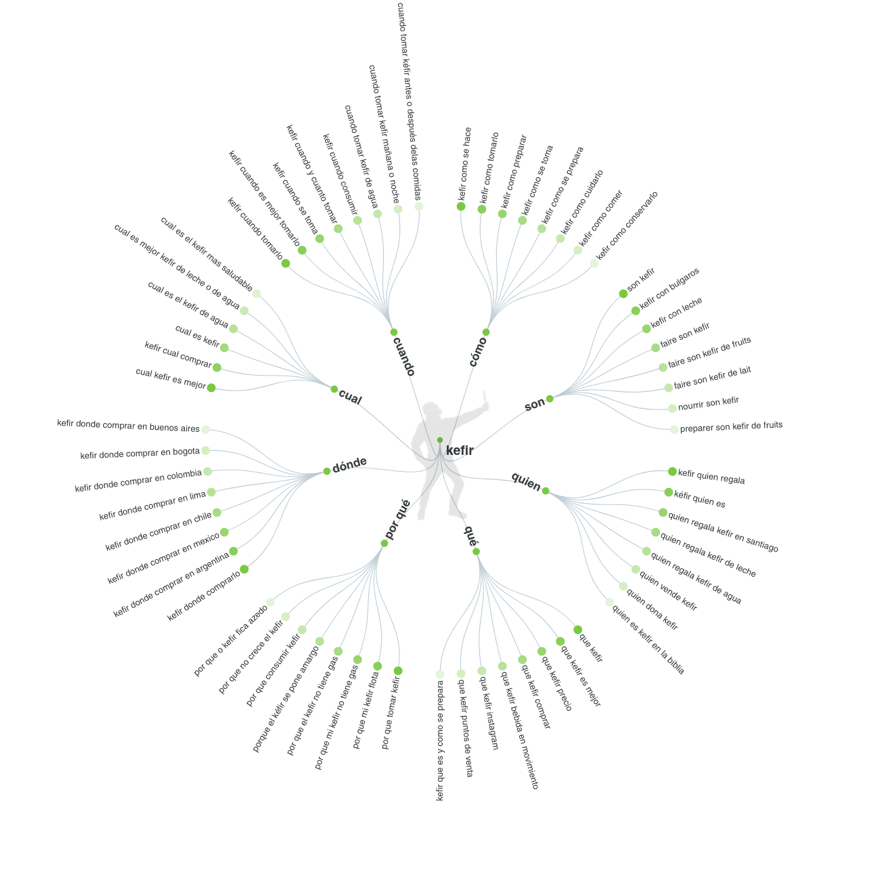 kefir
cómo
kefir como se hace
kefir como tomarlo
kefir como preparar
kefir como se toma
kefir como se prepara
kefir como cuidarlo
kefir como comer
kefir como conservarlo
son
son kefir
kefir con bulgaros
kefir con leche
faire son kefir
faire son kefir de fruits
faire son kefir de lait
nourrir son kefir
preparer son kefir de fruits
quien
kefir quien regala
kéfir quien es
quien regala kefir en santiago
quien regala kefir de leche
quien regala kefir de agua
quien vende kefir
quien dona kefir
quien es kefir en la biblia
qué
que kefir
que kefir es mejor
que kefir precio
que kefir comprar
que kefir bebida en movimiento
que kefir instagram
que kefir puntos de venta
kefir que es y como se prepara
por qué
por que tomar kefir
por que mi kefir flota
por que mi kefir no tiene gas
por que el kefir no tiene gas
porque el kéfir se pone amargo
por que consumir kefir
por que no crece el kefir
por que o kefir fica azedo
dónde
kefir donde comprarlo
kefir donde comprar en argentina
kefir donde comprar en mexico
kefir donde comprar en chile
kefir donde comprar en lima
kefir donde comprar en colombia
kefir donde comprar en bogota
kefir donde comprar en buenos aires
cual
cual kefir es mejor
kefir cual comprar
cual es kefir
cual es el kefir de agua
cual es mejor kefir de leche o de agua
cual es el kefir mas saludable
cuando
kefir cuando tomarlo
kefir cuando es mejor tomarlo
kefir cuando se toma
kefir cuando y cuanto tomar
kefir cuando consumir
cuando tomar kefir de agua
cuando tomar kefir mañana o noche
cuando tomar kéfir antes o después delas comidas